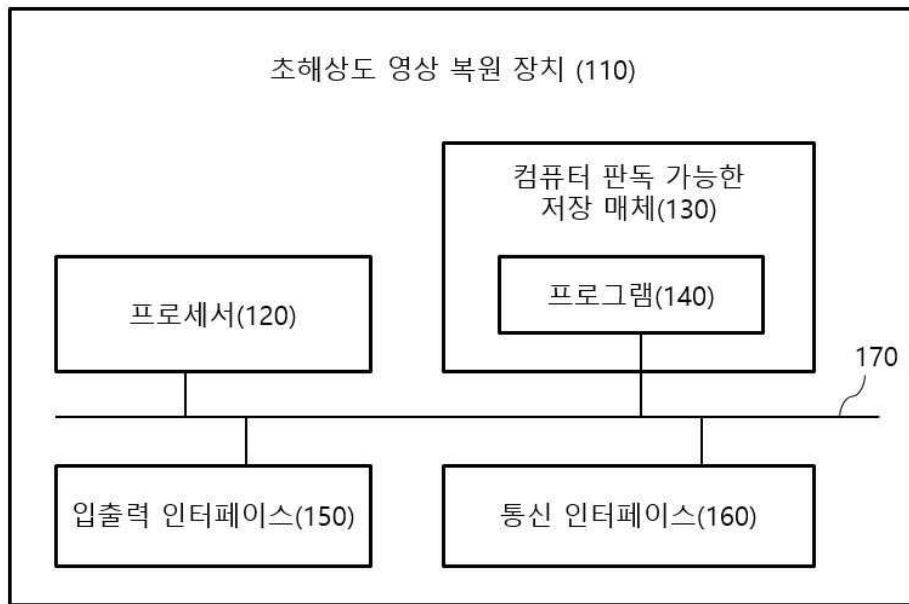 초해상도 영상 복원 장치 (110)
컴퓨터 판독 가능한
저장 매체(130)
프로그램(140)
프로세서(120)
170
입출력 인터페이스(150)
통신 인터페이스(160)